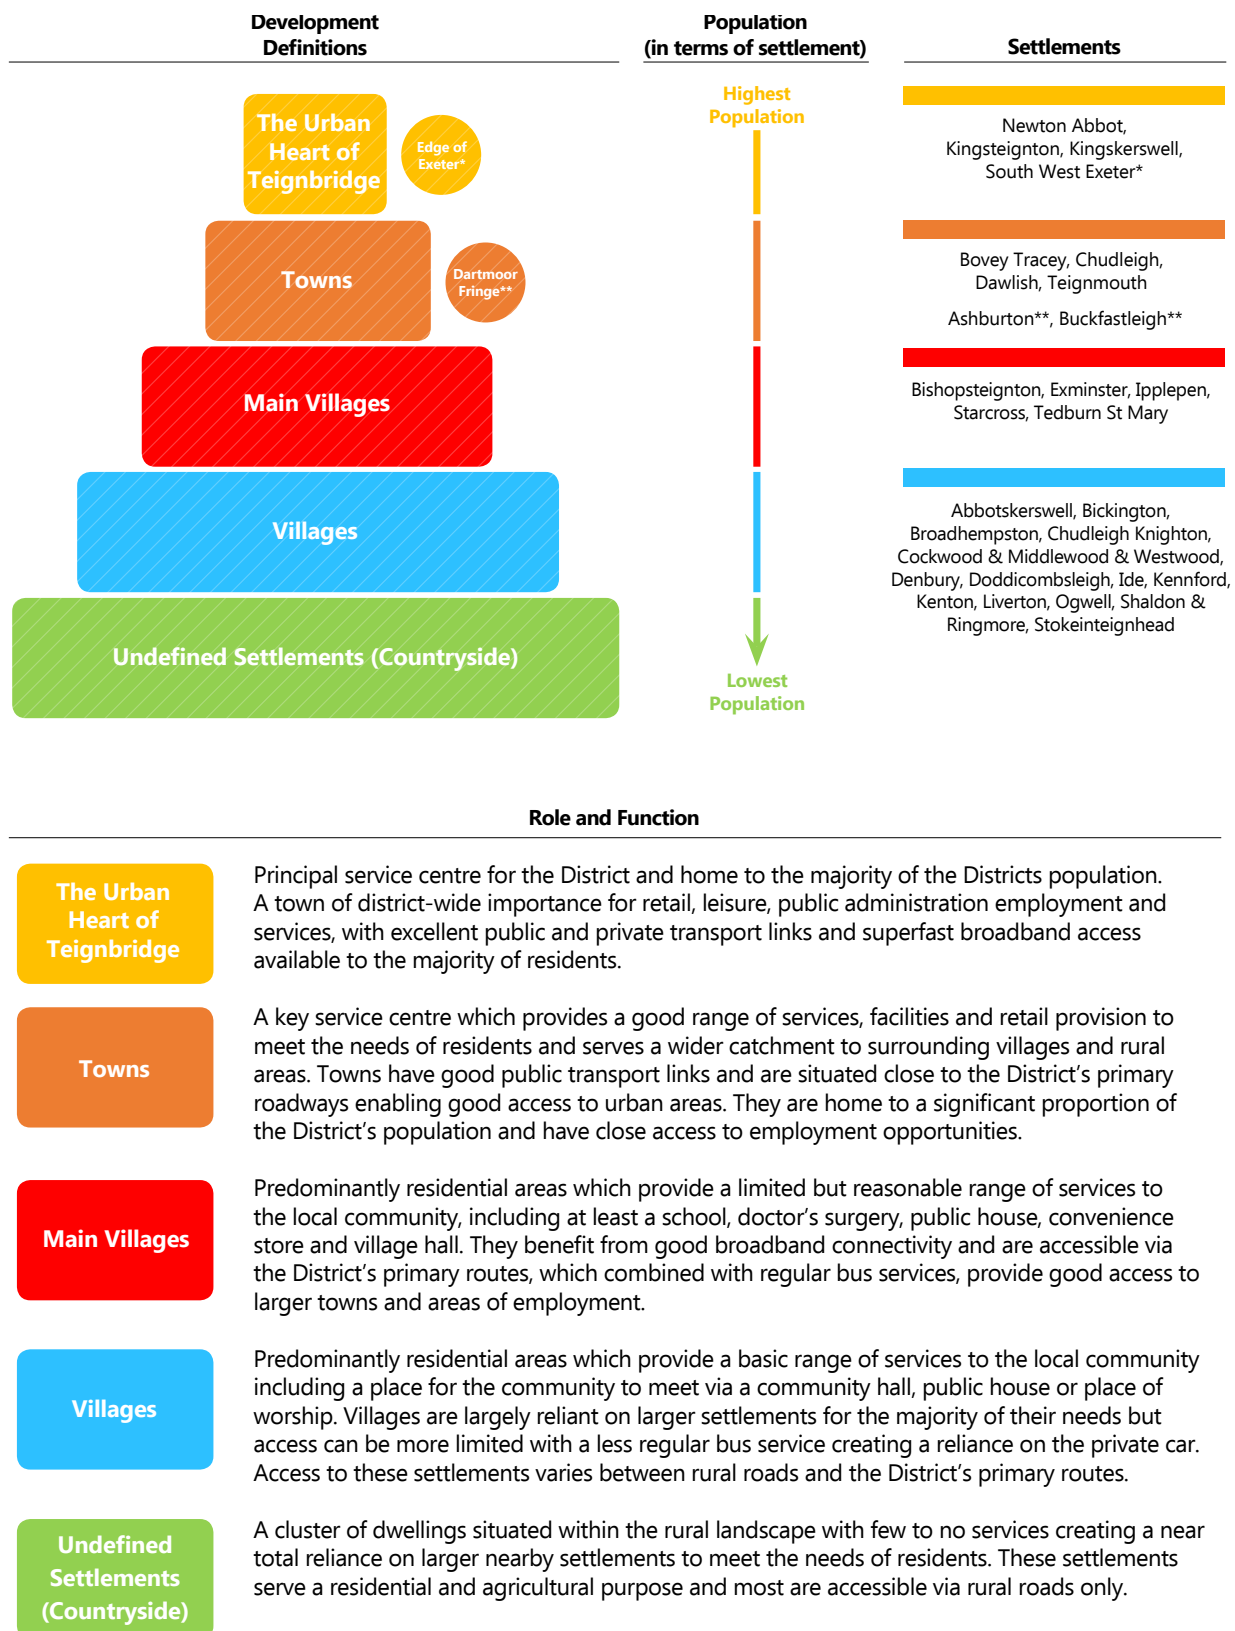 Development
Definitions
Population
(in terms of settlement)
Settlements
The Urban
Heart of
Teignbridge
Edge of
Exeter*
Highest
Population
Newton Abbot,
Kingsteignton, Kingskerswell,
South West Exeter*
Towns
Dartmoor
Fringe**
Bovey Tracey, Chudleigh,
Dawlish, Teignmouth
Ashburton**, Buckfastleigh**
Main Villages
Bishopsteignton, Exminster, Ipplepen,
Starcross, Tedburn St Mary
Villages
Abbotskerswell, Bickington,
Broadhempston, Chudleigh Knighton,
Cockwood & Middlewood & Westwood,
Denbury, Doddicombsleigh, Ide, Kennford,
Kenton, Liverton, Ogwell, Shaldon &
Ringmore, Stokeinteignhead
Undefined Settlements (Countryside)
Lowest
Population
Role and Function
The Urban
Heart of
Teignbridge
Principal service centre for the District and home to the majority of the Districts population.
A town of district-wide importance for retail, leisure, public administration employment and
services, with excellent public and private transport links and superfast broadband access
available to the majority of residents.
Towns
A key service centre which provides a good range of services, facilities and retail provision to
meet the needs of residents and serves a wider catchment to surrounding villages and rural
areas. Towns have good public transport links and are situated close to the District’s primary
roadways enabling good access to urban areas. They are home to a significant proportion of
the District’s population and have close access to employment opportunities.
Main Villages
Predominantly residential areas which provide a limited but reasonable range of services to
the local community, including at least a school, doctor’s surgery, public house, convenience
store and village hall. They benefit from good broadband connectivity and are accessible via
the District’s primary routes, which combined with regular bus services, provide good access to
larger towns and areas of employment.
Villages
Predominantly residential areas which provide a basic range of services to the local community
including a place for the community to meet via a community hall, public house or place of
worship. Villages are largely reliant on larger settlements for the majority of their needs but
access can be more limited with a less regular bus service creating a reliance on the private car.
Access to these settlements varies between rural roads and the District’s primary routes.
Undefined
Settlements
(Countryside)
A cluster of dwellings situated within the rural landscape with few to no services creating a near
total reliance on larger nearby settlements to meet the needs of residents. These settlements
serve a residential and agricultural purpose and most are accessible via rural roads only.